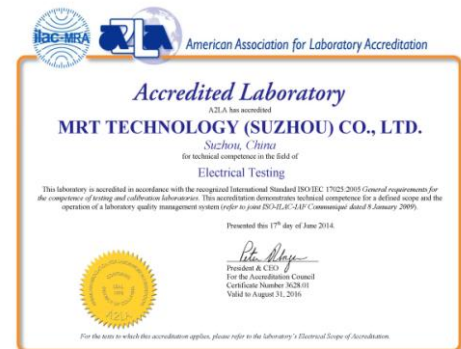 ilac-MRA
A2LA
American Association for Laboratory Accreditation
Accredited Laboratory
A2LA has accredited
MRT TECHNOLOGY (SUZHOU) CO., LTD.
Suzhou, China
for technical competence in the field of
Electrical Testing
This laboratory is accredited in accordance with the recognized International Standard ISO/IEC 17025:2005 General requirements for
the competence of testing and calibration laboratories. This accreditation demonstrates technical competence for a defined scope and the
operation of a laboratory quality management system (refer to joint ISO-ILAC-IAF Communiqué dated 8 January 2009).
Presented this 17th day of June 2014.
President & CEO
For the Accreditation Council
Certificate Number 3628.01
Valid to August 31, 2016
A2LA
For the tests to which this accreditation applies, please refer to the laboratory's Electrical Scope of Accreditation.